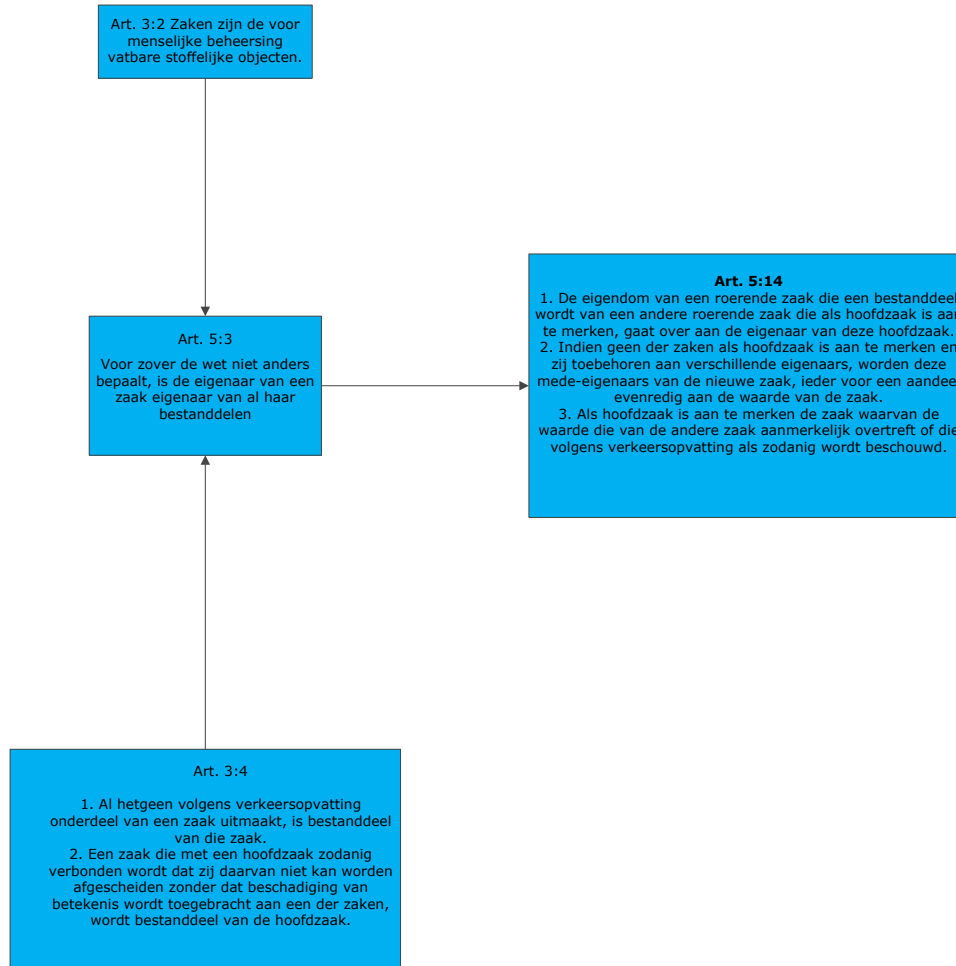 Art. 3:2 Zaken zijn de voor
menselijke beheersing
vatbare stoffelijke objecten.
Art. 5:3
Voor zover de wet niet anders
bepaalt, is de eigenaar van een
zaak eigenaar van al haar
bestanddelen
Art. 5:14
1. De eigendom van een roerende zaak die een bestanddeel
wordt van een andere roerende zaak die als hoofdzaak is aan
te merken, gaat over aan de eigenaar van deze hoofdzaak.
2. Indien geen der zaken als hoofdzaak is aan te merken en
zij toebehoren aan verschillende eigenaars, worden deze
mede-eigenaars van de nieuwe zaak, ieder voor een aandeel
evenredig aan de waarde van de zaak.
3. Als hoofdzaak is aan te merken de zaak waarvan de
waarde die van de andere zaak aanmerkelijk overtreft of die
volgens verkeersopvatting als zodanig wordt beschouwd.
Art. 3:4
1. Al hetgeen volgens verkeersopvatting
onderdeel van een zaak uitmaakt, is bestanddeel
van die zaak.
2. Een zaak die met een hoofdzaak zodanig
verbonden wordt dat zij daarvan niet kan worden
afgescheiden zonder dat beschadiging van
betekenis wordt toegebracht aan een der zaken,
wordt bestanddeel van de hoofdzaak.